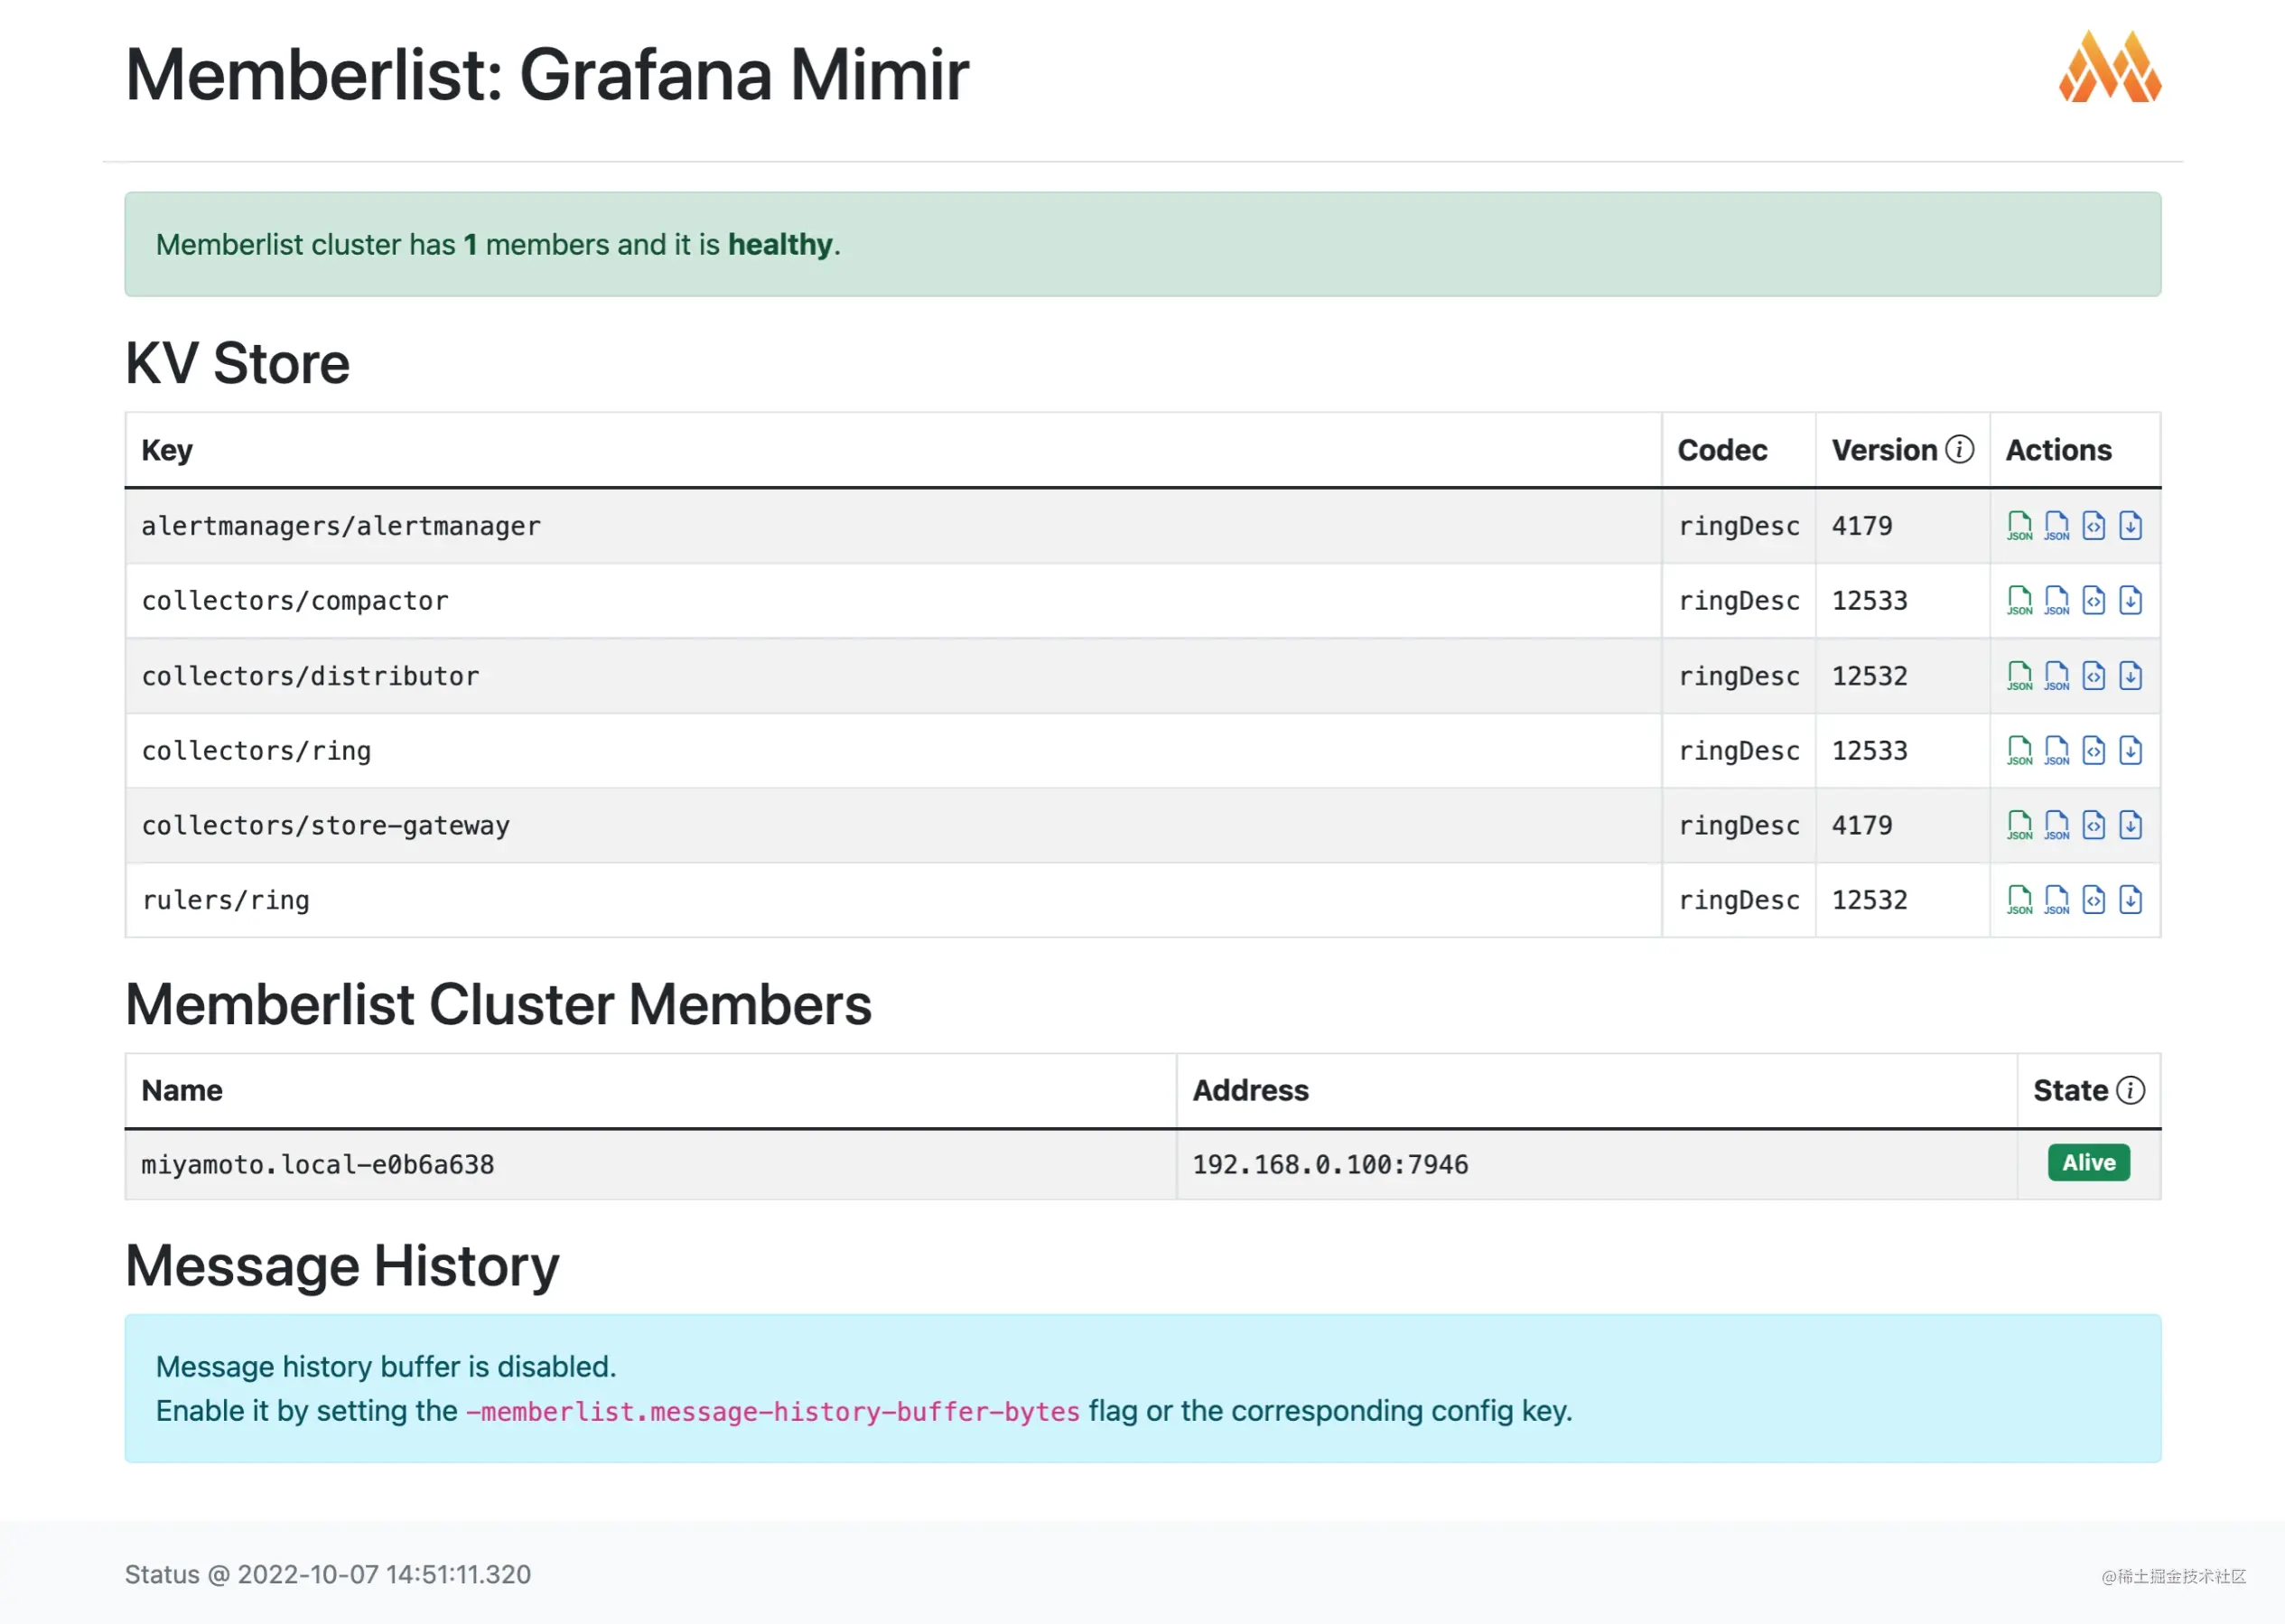 Memberlist: Grafana Mimir
Memberlist cluster has 1 members and it is healthy.
KV Store
Key Codec Version Actions
alertmanagers/alertmanager ringDesc 4179 JSON JSON
collectors/compactor ringDesc 12533 JSON JSON
collectors/distributor ringDesc 12532 JSON JSON
collectors/ring ringDesc 12533 JSON JSON
collectors/store-gateway ringDesc 4179 JSON JSON
rulers/ring ringDesc 12532 JSON JSON
Memberlist Cluster Members
Name Address State
miyamoto.local-e0b6a638 192.168.0.100:7946 Alive
Message History
Message history buffer is disabled.
Enable it by setting the -memberlist.message-history-buffer-bytes flag or the corresponding config key.
Status @ 2022-10-07 14:51:11.320
@稀土掘金技术社区